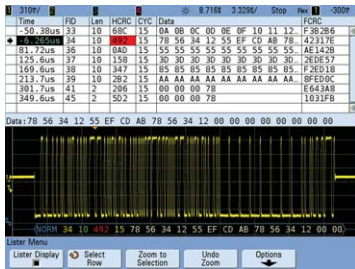 1 310♈/ 2 8.716♉ 3.329♉/ Stop Flex -300♈
Time FID Len HCRC CYC Data FCRC
-50.38us 33 10 68C 15 0A 0B 0C 0D 0E 0F 10 11 12.. F382B6
-6.265us 34 10 492 15 78 56 34 12 55 EF CD AB 78.. 42317E
81.72us 36 10 0AD 15 55 55 55 55 55 55 55 55 55.. AE142B
125.6us 37 10 158 15 3D 3D 3D 3D 3D 3D 3D 3D 3D.. 2EDE57
169.6us 38 10 347 15 85 85 85 85 85 85 85 85 85.. F2ED18
213.7us 39 10 2B2 15 AA AA AA AA AA AA AA AA AA.. 8FED0C
301.7us 41 2 206 15 00 00 00 78 E643A8
349.6us 45 2 5D2 15 00 00 00 78 1031FB
Data: 78 56 34 12 55 EF CD AB 78 56 34 12 00 00 00 00 00 00 00 00
NORM 34 10 492 15 78 56 34 12 55 EF CD AB 78 56 34 12 00 00
Lister Menu
Lister Display Select Row Zoom to Selection Undo Zoom Options